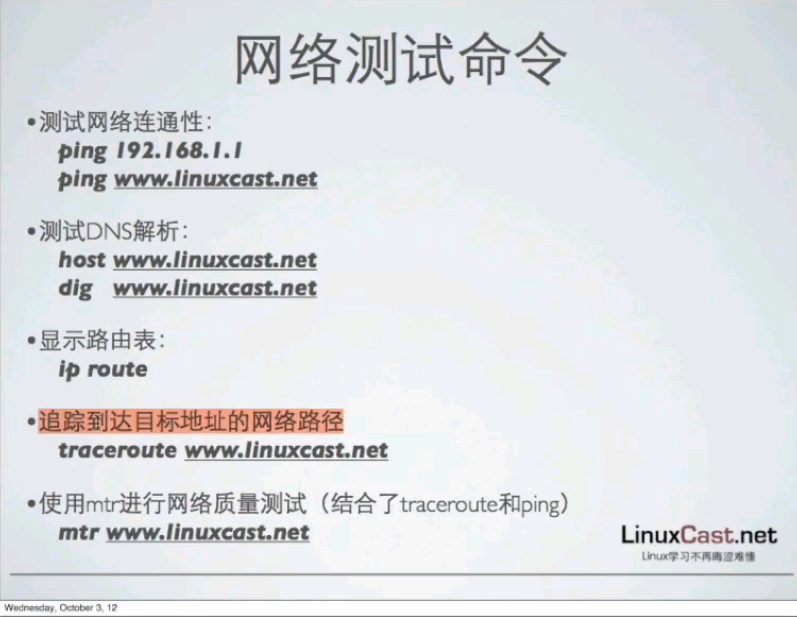 网络测试命令
•测试网络连通性：
ping 192.168.1.1
ping www.linuxcast.net
•测试DNS解析：
host www.linuxcast.net
dig www.linuxcast.net
•显示路由表：
ip route
•追踪到达目标地址的网络路径
traceroute www.linuxcast.net
•使用mtr进行网络质量测试（结合了traceroute和ping）
mtr www.linuxcast.net
LinuxCast.net
Linux学习不再晦涩难懂
Wednesday, October 3, 12